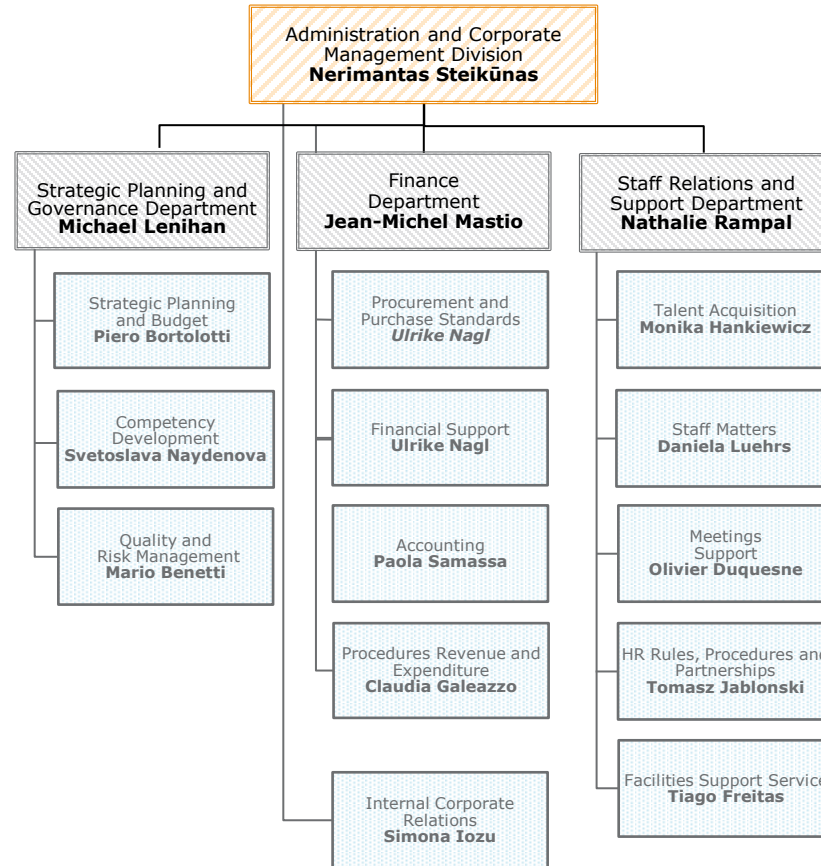 Administration and Corporate
Management Division
Nerimantas Steikūnas
Strategic Planning and
Governance Department
Michael Lenihan
Finance
Department
Jean-Michel Mastio
Staff Relations and
Support Department
Nathalie Rampal
Strategic Planning
and Budget
Piero Bortolotti
Competency
Development
Svetoslava Naydenova
Quality and
Risk Management
Mario Benetti
Procurement and
Purchase Standards
Ulrike Nagl
Financial Support
Ulrike Nagl
Accounting
Paola Samassa
Procedures Revenue and
Expenditure
Claudia Galeazzo
Internal Corporate
Relations
Simona Iozu
Talent Acquisition
Monika Hankiewicz
Staff Matters
Daniela Luehrs
Meetings
Support
Olivier Duquesne
HR Rules, Procedures and
Partnerships
Tomasz Jablonski
Facilities Support Service
Tiago Freitas